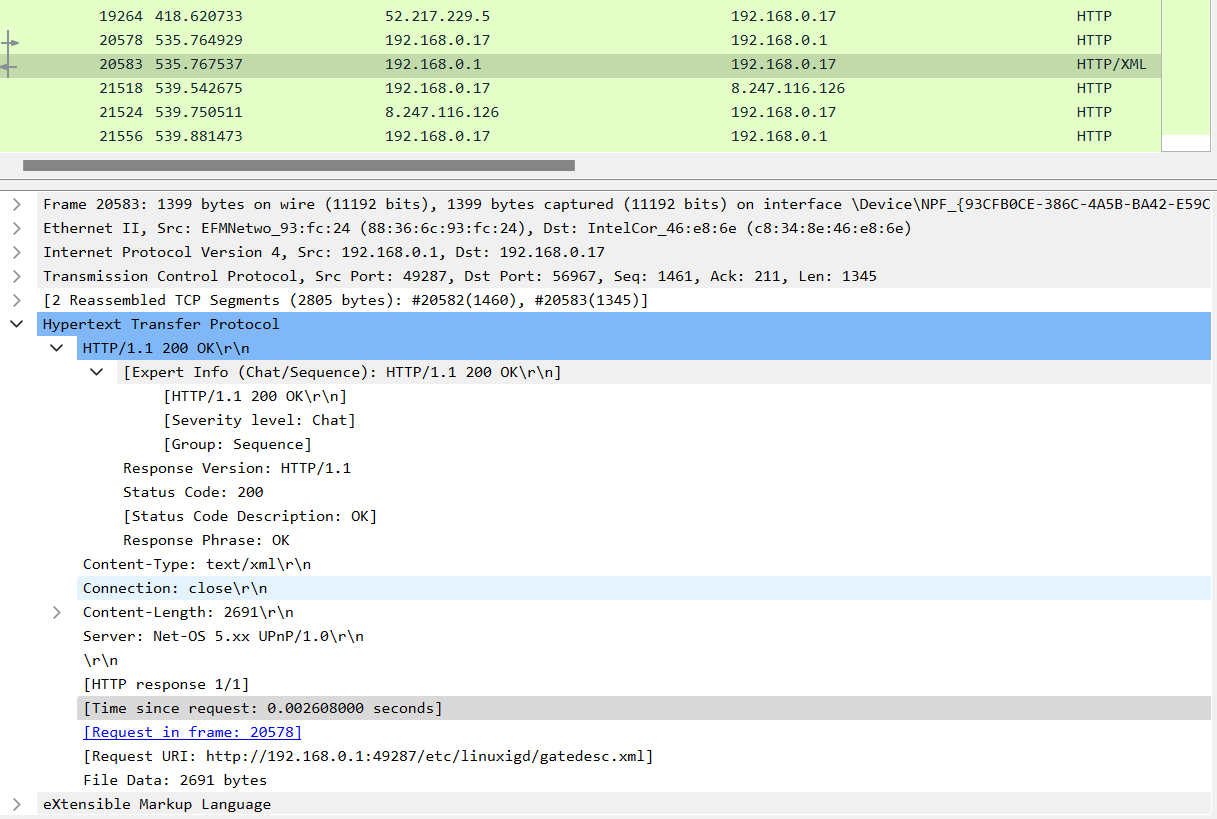 19264 418.620733 52.217.229.5 192.168.0.17 HTTP
20578 535.764929 192.168.0.17 192.168.0.1 HTTP
20583 535.767537 192.168.0.1 192.168.0.17 HTTP/XML
21518 539.542675 192.168.0.17 8.247.116.126 HTTP
21524 539.750511 8.247.116.126 192.168.0.17 HTTP
21556 539.881473 192.168.0.17 192.168.0.1 HTTP
Frame 20583: 1399 bytes on wire (11192 bits), 1399 bytes captured (11192 bits) on interface \Device\NPF_{93CFB0CE-386C-4A5B-BA42-E59C
Ethernet II, Src: EFMNetwo_93:fc:24 (88:36:6c:93:fc:24), Dst: IntelCor_46:e8:6e (c8:34:8e:46:e8:6e)
Internet Protocol Version 4, Src: 192.168.0.1, Dst: 192.168.0.17
Transmission Control Protocol, Src Port: 49287, Dst Port: 56967, Seq: 1461, Ack: 211, Len: 1345
[2 Reassembled TCP Segments (2805 bytes): #20582(1460), #20583(1345)]
Hypertext Transfer Protocol
HTTP/1.1 200 OK\r\n
[Expert Info (Chat/Sequence): HTTP/1.1 200 OK\r\n]
[HTTP/1.1 200 OK\r\n]
[Severity level: Chat]
[Group: Sequence]
Response Version: HTTP/1.1
Status Code: 200
[Status Code Description: OK]
Response Phrase: OK
Content-Type: text/xml\r\n
Connection: close\r\n
Content-Length: 2691\r\n
Server: Net-OS 5.xx UPnP/1.0\r\n
\r\n
[HTTP response 1/1]
[Time since request: 0.002608000 seconds]
[Request in frame: 20578]
[Request URI: http://192.168.0.1:49287/etc/linuxigd/gatedesc.xml]
File Data: 2691 bytes
eXtensible Markup Language